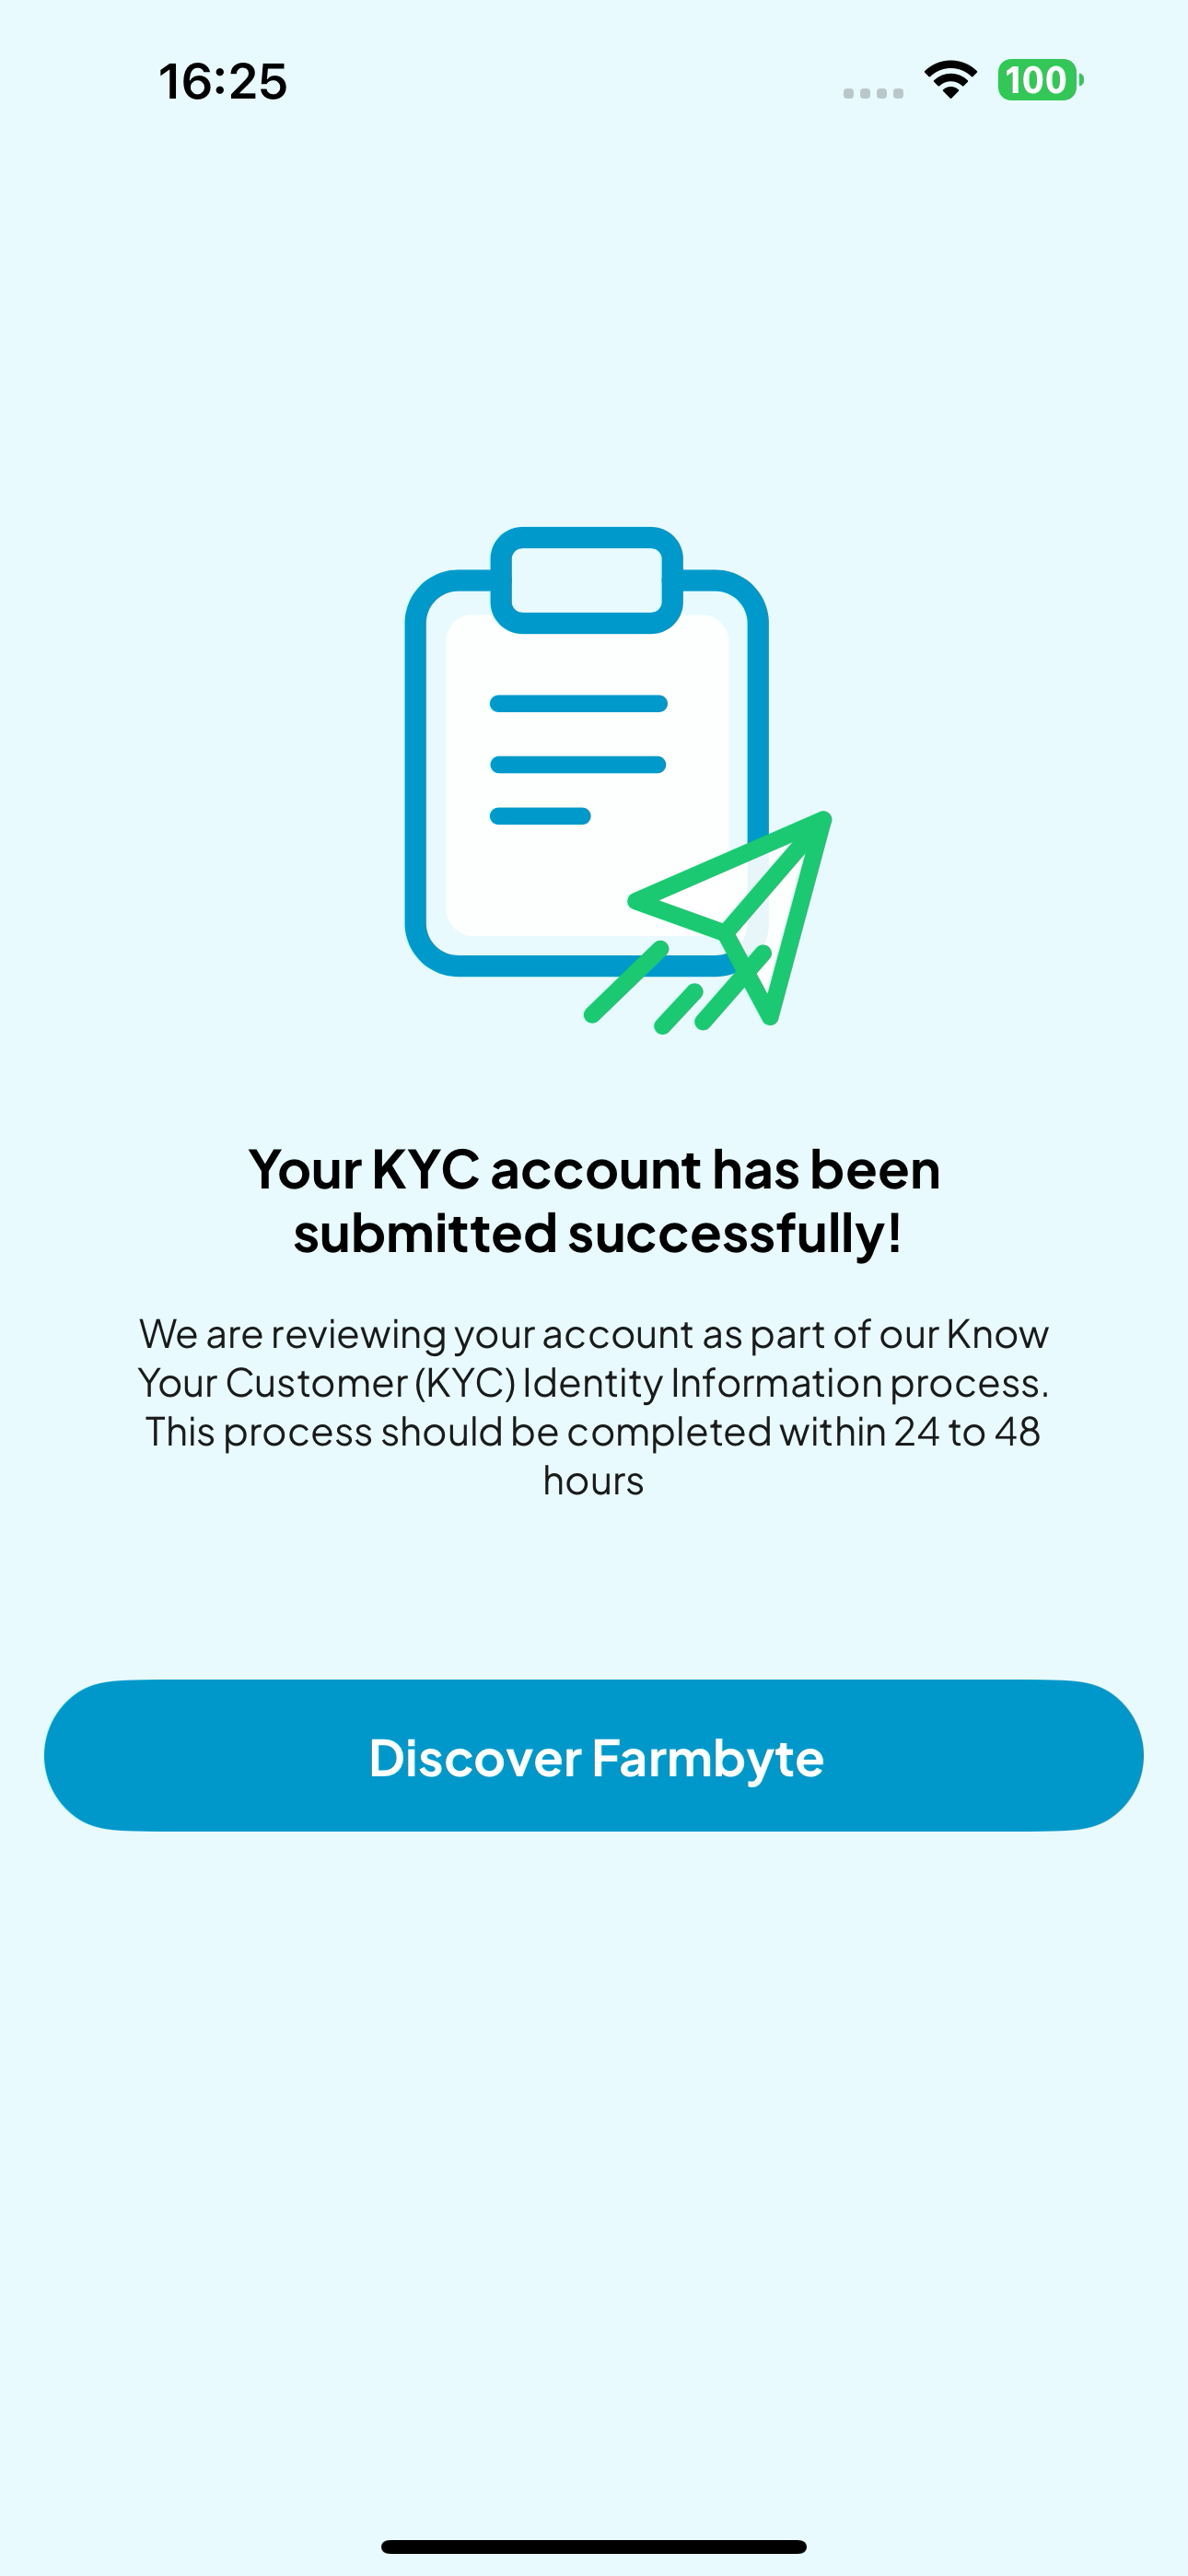 16:25
100
Your KYC account has been
submitted successfully!
We are reviewing your account as part of our Know
Your Customer (KYC) Identity Information process.
This process should be completed within 24 to 48
hours
Discover Farmbyte